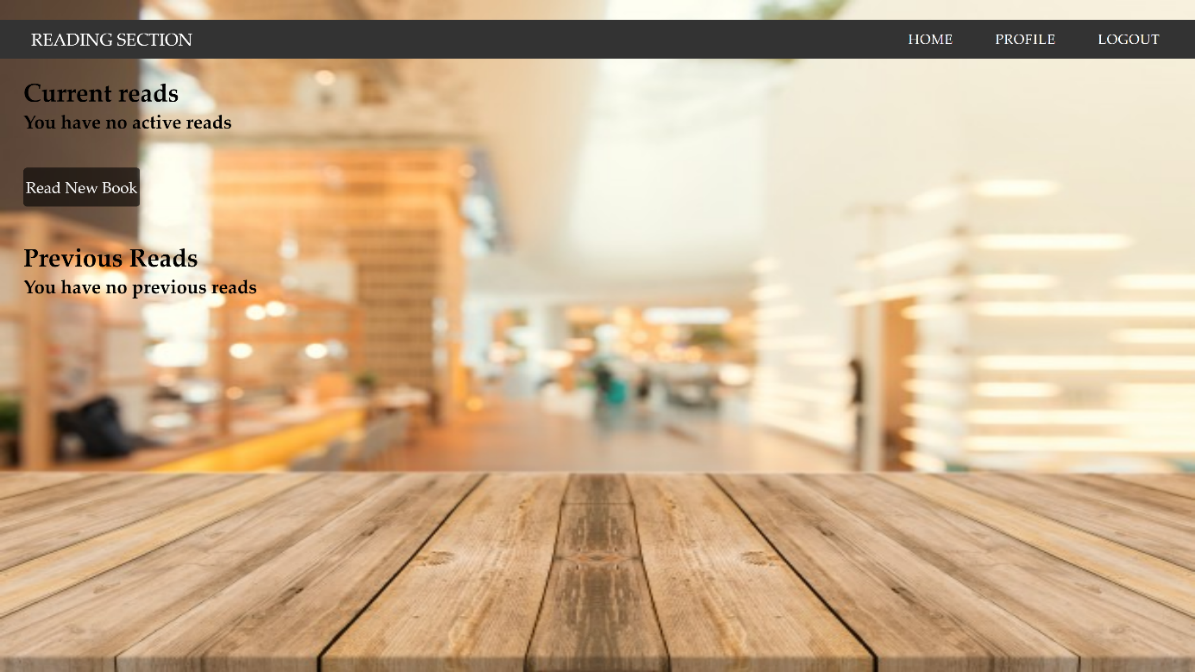 READING SECTION
HOME PROFILE LOGOUT
Current reads
You have no active reads
Read New Book
Previous Reads
You have no previous reads